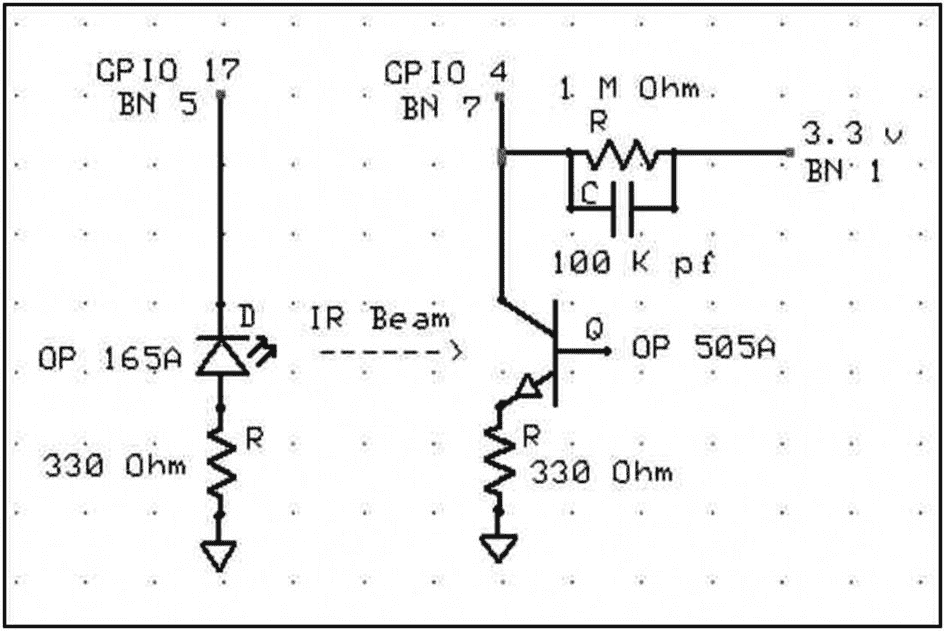 GPIO 17
BN 5
GPIO 4
BN 7
1 M Ohm.
R
3.3 v
BN 1
C
100 K pf
D
IR Beam
OP 165A
Q
OP 505A
R
330 Ohm
R
330 Ohm